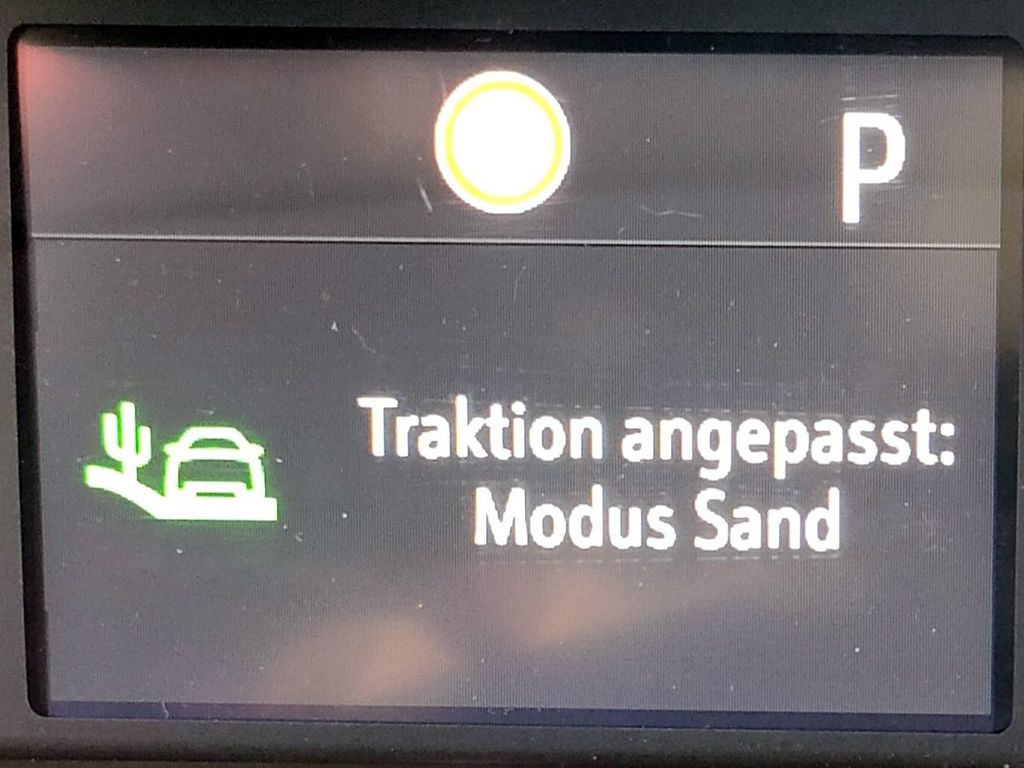 P
Traktion angepasst:
Modus Sand